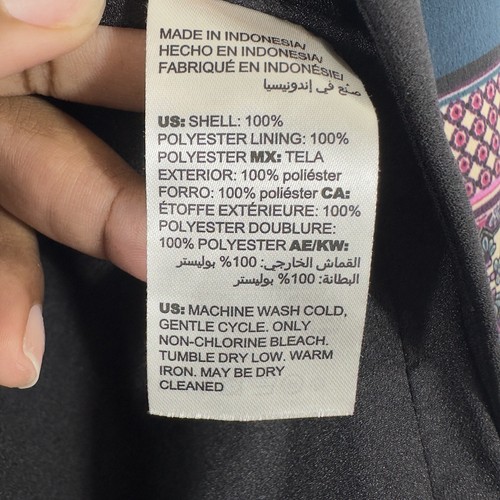 MADE IN INDONESIA/
HECHO EN INDONESIA/
FABRIQUÉ EN INDONÉSIE/
صنع في إندونيسيا
US: SHELL: 100%
POLYESTER LINING: 100%
POLYESTER MX: TELA
EXTERIOR: 100% poliéster
FORRO: 100% poliéster CA:
ÉTOFFE EXTÉRIEURE: 100%
POLYESTER DOUBLURE:
100% POLYESTER AE/KW:
القماش الخارجي: 100% بوليستر
البطانة: 100% بوليستر
US: MACHINE WASH COLD,
GENTLE CYCLE. ONLY
NON-CHLORINE BLEACH.
TUMBLE DRY LOW. WARM
IRON. MAY BE DRY
CLEANED